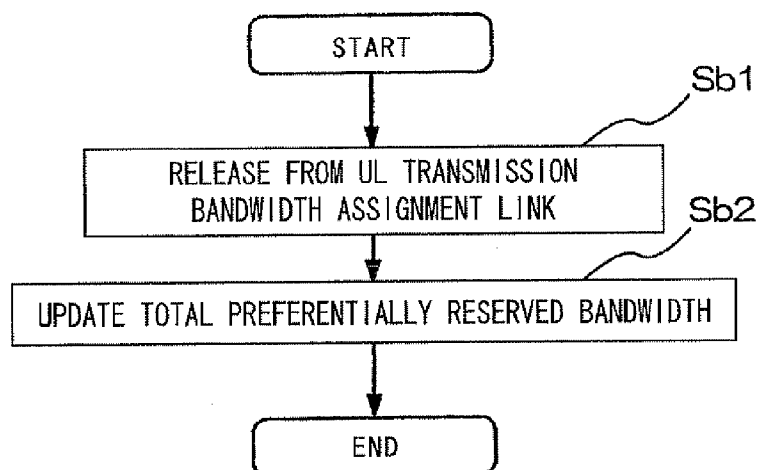 START
Sb1
RELEASE FROM UL TRANSMISSION
BANDWIDTH ASSIGNMENT LINK
Sb2
UPDATE TOTAL PREFERENTIALLY RESERVED BANDWIDTH
END